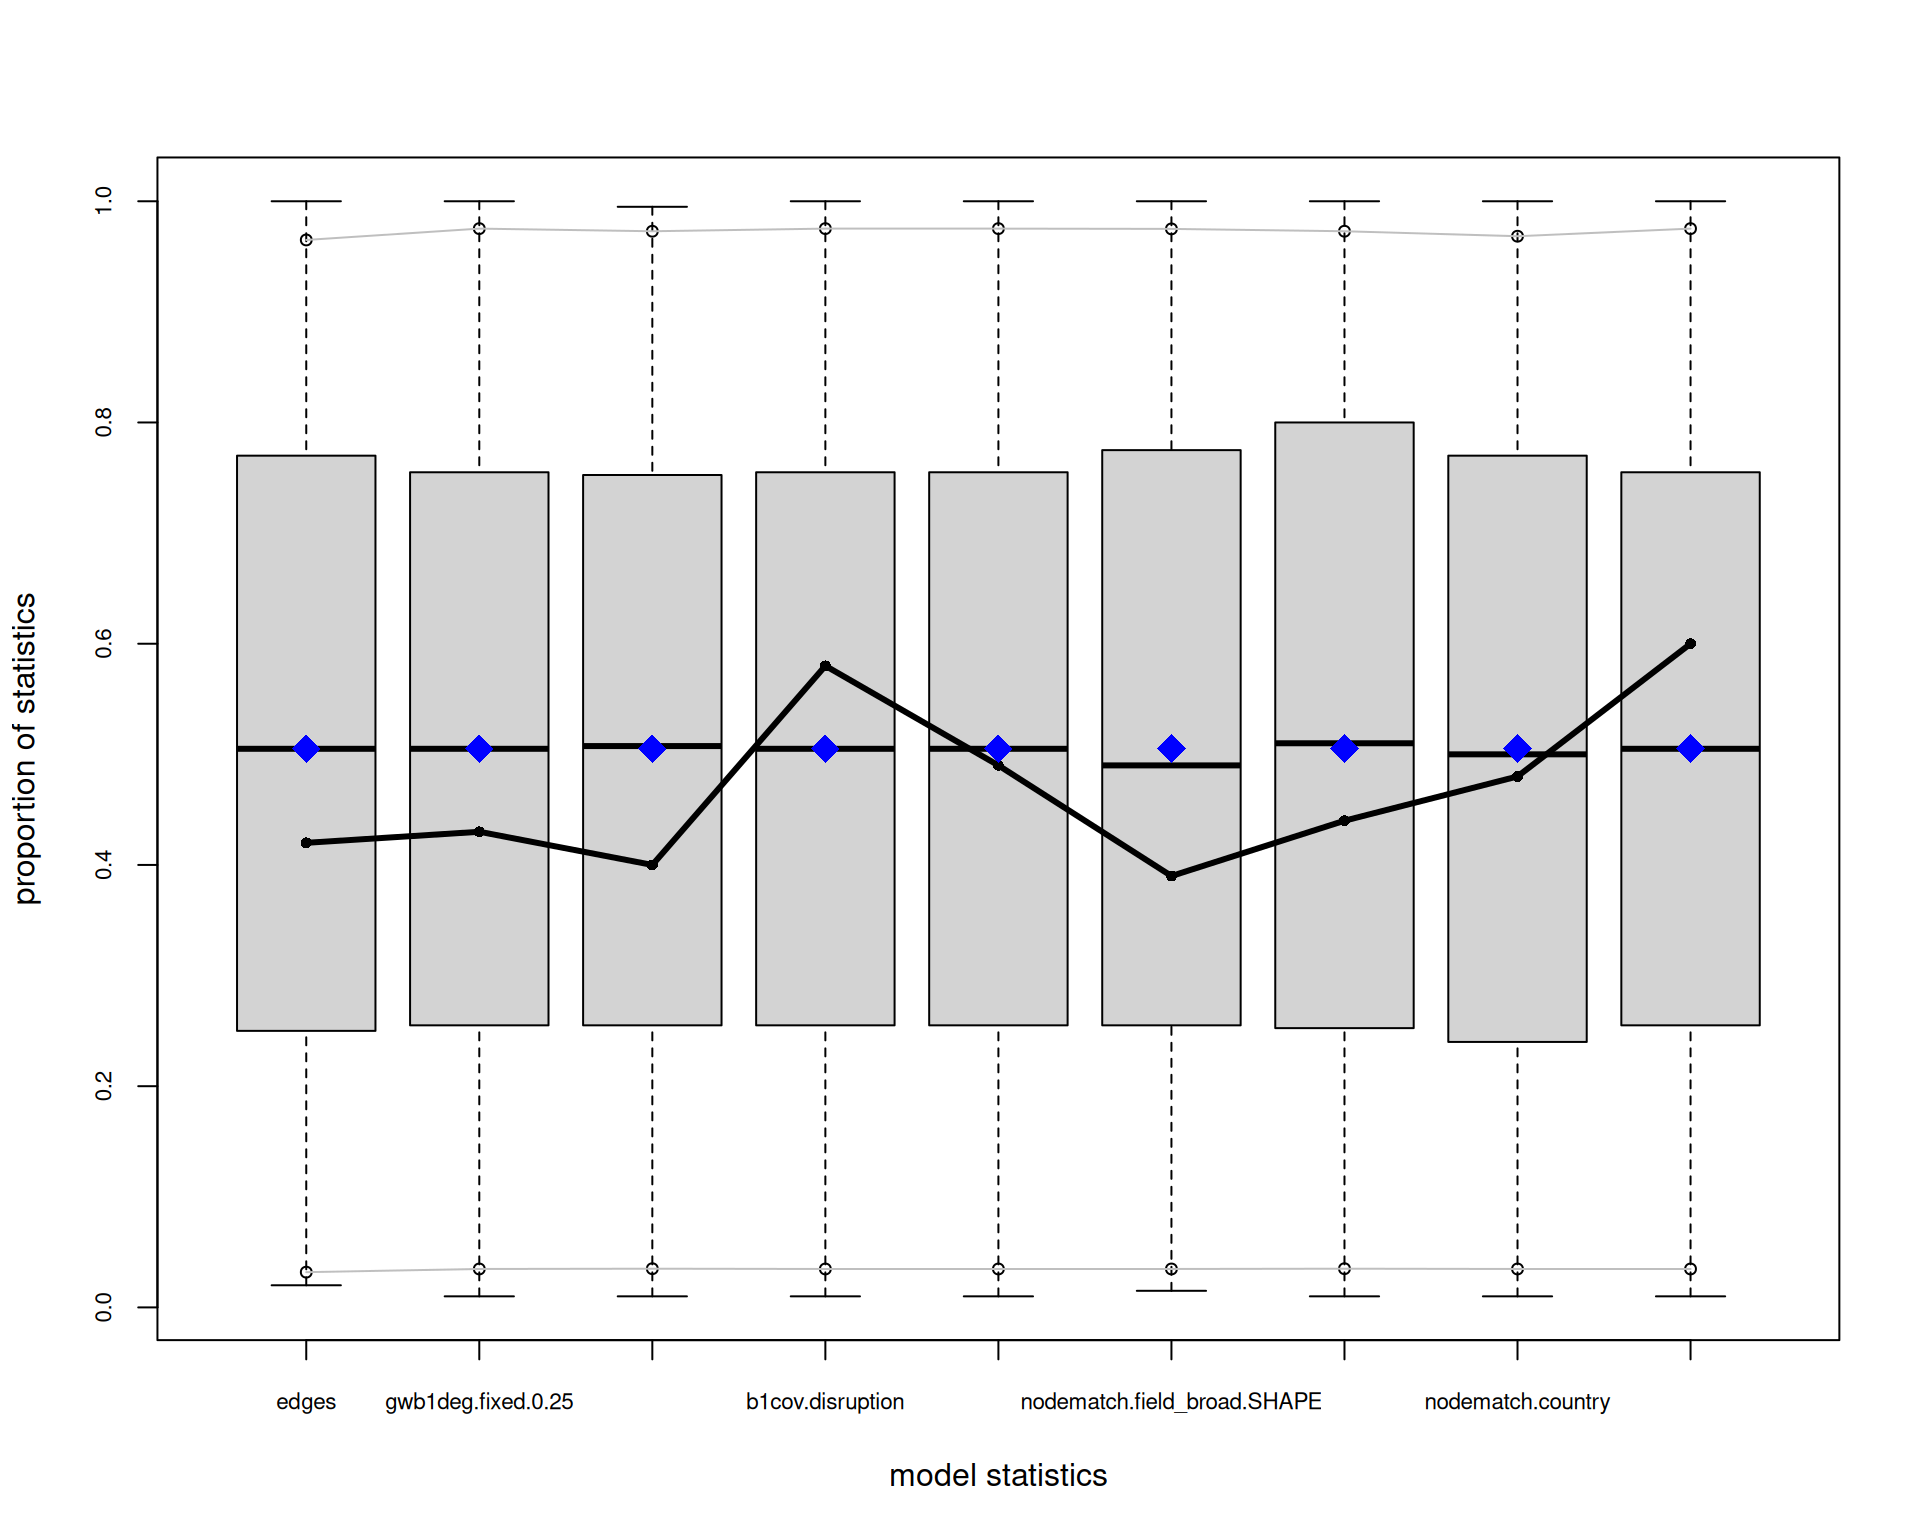 proportion of statistics
1.0
0.8
0.6
0.4
0.2
0.0
edges gwb1deg.fixed.0.25 b1cov.disruption nodematch.field_broad.SHAPE nodematch.country
model statistics